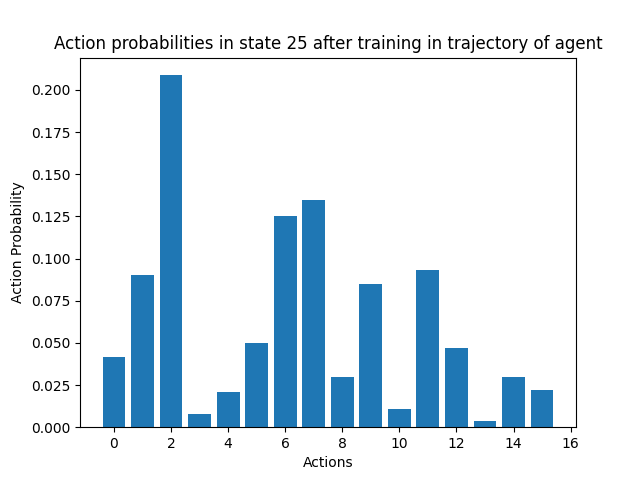 Action probabilities in state 25 after training in trajectory of agent
0.200
0.175
0.150
0.125
0.100
0.075
0.050
0.025
0.000
Action Probability
0 2 4 6 8 10 12 14 16
Actions